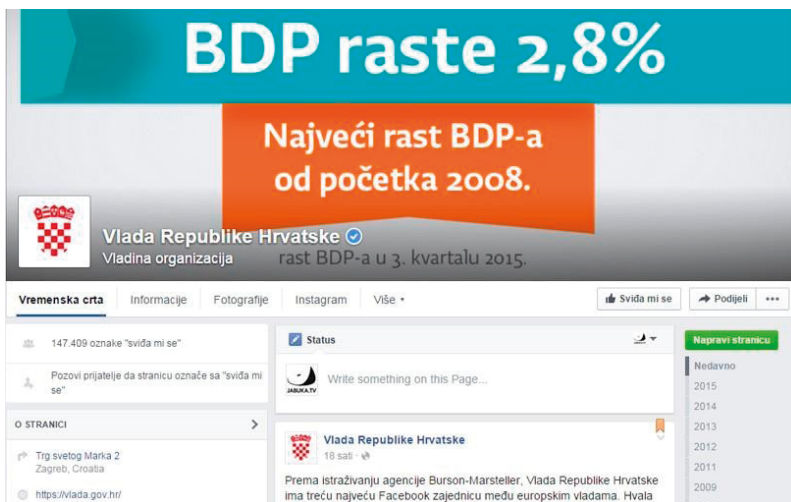 BDP raste 2,8%
Najveći rast BDP-a
od početka 2008.
rast BDP-a u 3. kvartalu 2015.
Vlada Republike Hrvatske
Vladina organizacija
Vremenska crta Informacije Fotografije Instagram Više Sviđa mi se Podijeli
147.409 oznake "sviđa mi se"
Pozovi prijatelje da stranicu označe sa "sviđa mi
se"
O STRANICI
Trg svetog Marka 2
Zagreb, Croatia
https://vlada.gov.hr/
Status
JABUKA.TV
Write something on this Page...
Vlada Republike Hrvatske
18 sati
Prema istraživanju agencije Burson-Marsteller, Vlada Republike Hrvatske
ima treću najveću Facebook zajednicu među europskim vladama. Hvala
Napravi stranicu
Nedavno
2015
2014
2013
2012
2011
2009